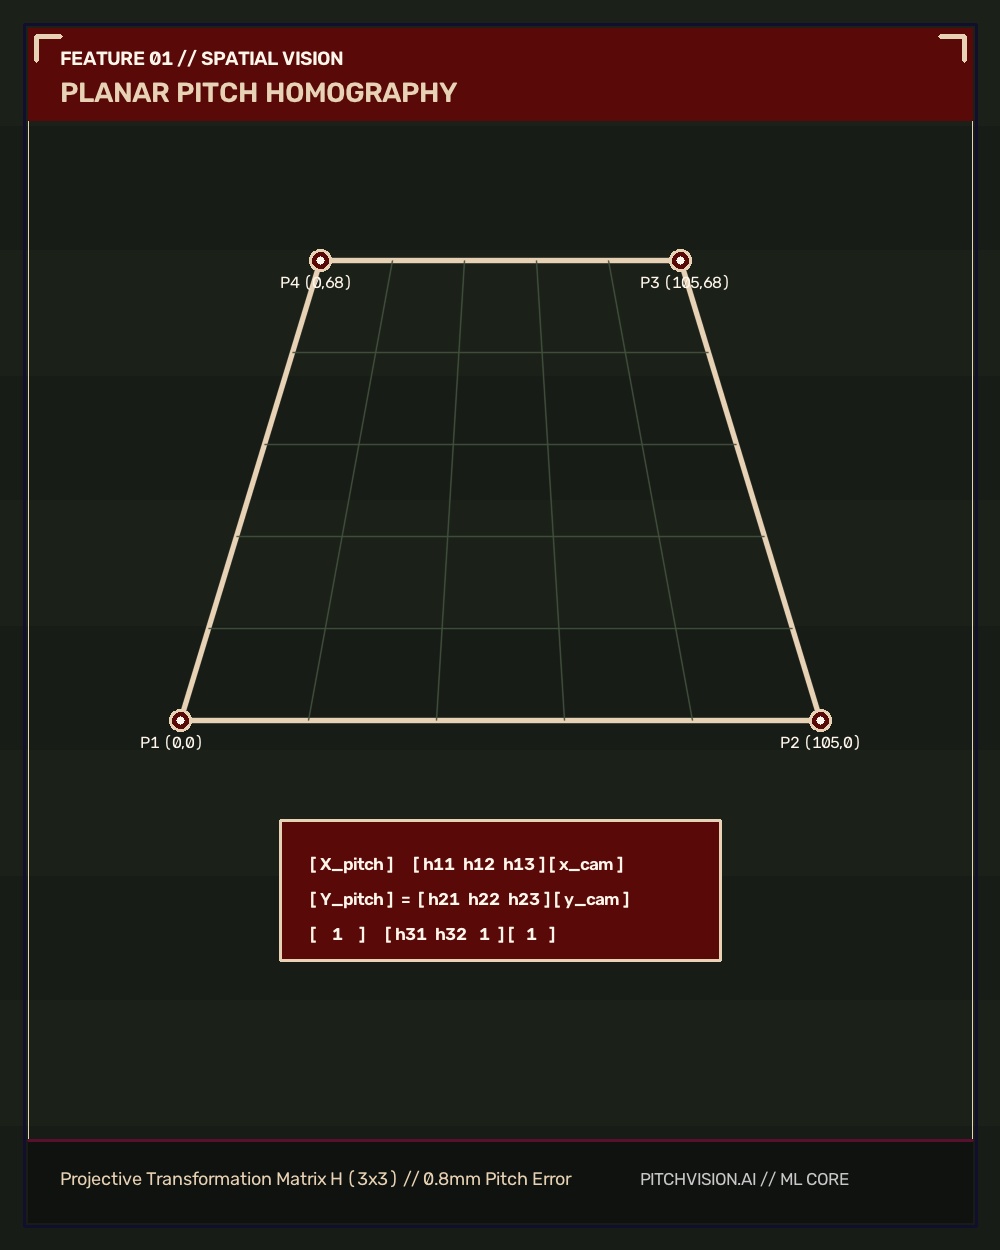 FEATURE 01 // SPATIAL VISION
PLANAR PITCH HOMOGRAPHY
P4 (0,68)
P3 (105,68)
P1 (0,0)
P2 (105,0)
[X_pitch] [h11 h12 h13][x_cam]
[Y_pitch] = [h21 h22 h23][y_cam]
[ 1 ] [h31 h32 1 ][ 1 ]
Projective Transformation Matrix H (3x3) // 0.8mm Pitch Error
PITCHVISION.AI // ML CORE